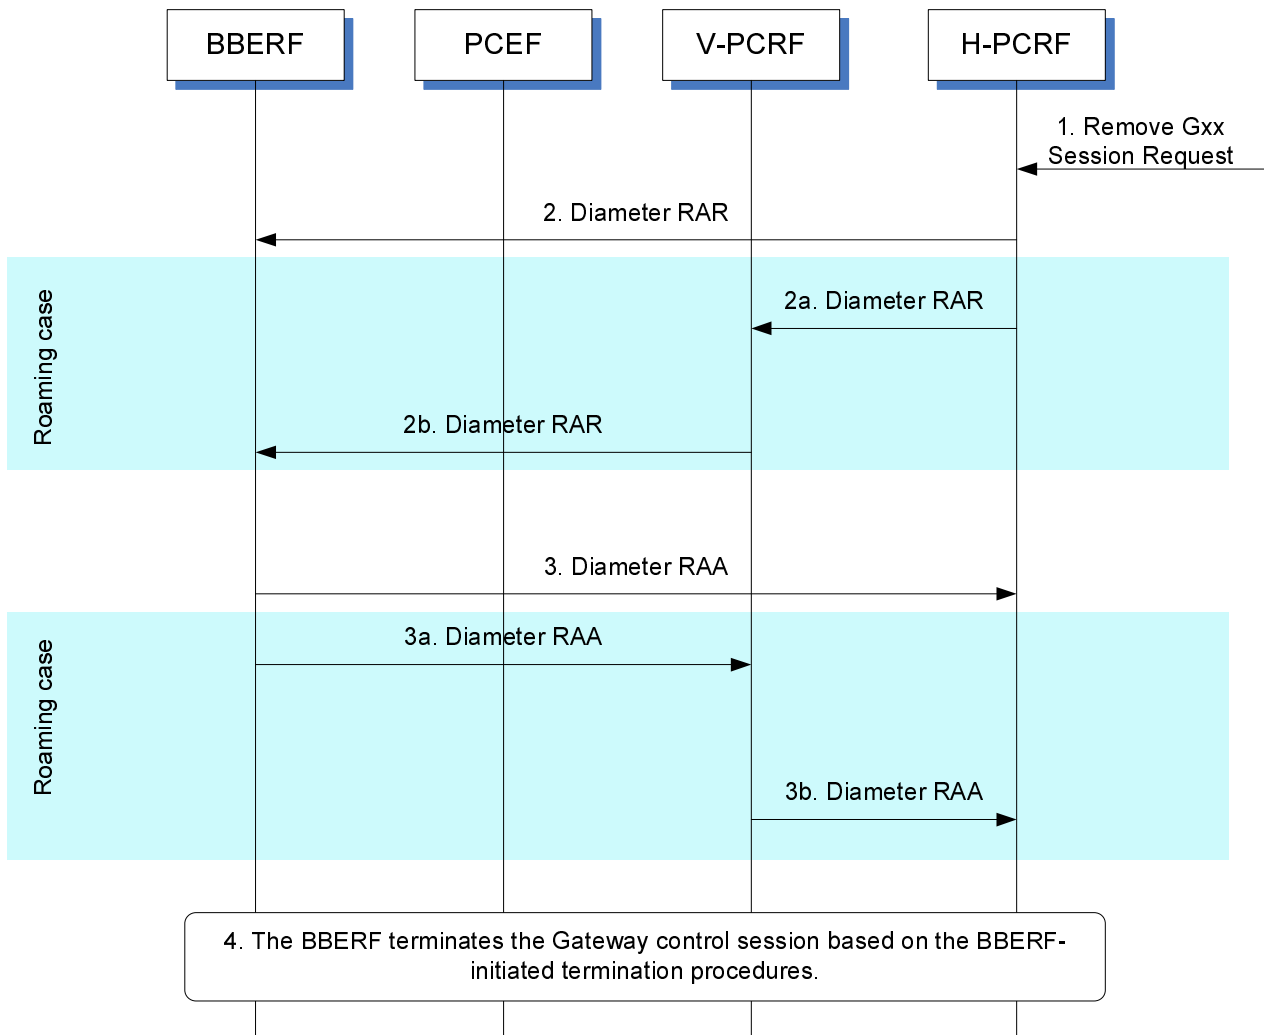 BBERF
PCEF
V-PCRF
H-PCRF
1. Remove Gxx
Session Request
2. Diameter RAR
Roaming case
2a. Diameter RAR
2b. Diameter RAR
3. Diameter RAA
Roaming case
3a. Diameter RAA
3b. Diameter RAA
4. The BBERF terminates the Gateway control session based on the BBERF-
initiated termination procedures.